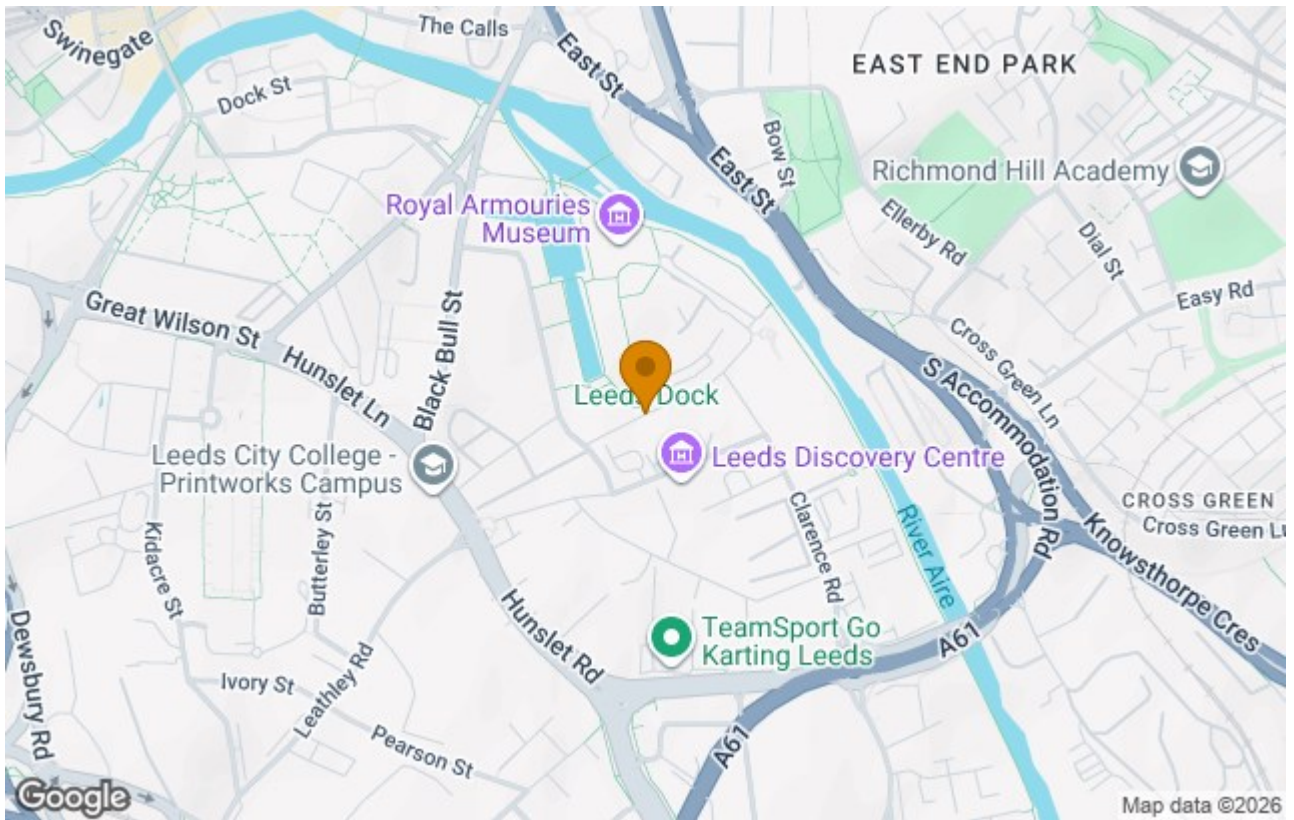 The Calls
Swinegate
East St
EAST END PARK
Dock St
Bow St
East St
Richmond Hill Academy
Royal Armouries
Museum
Ellerby Rd
Dial St
Easy Rd
Great Wilson St
Black Bull St
Hunslet Ln
Cross Green Ln
S Accommodation Rd
Leeds Dock
Leeds City College -
Printworks Campus
Leeds Discovery Centre
CROSS GREEN
Cross Green L
Kidacre St
Butterley St
Clarence Rd
River Aire
Knowsthorpe Cres
Dewsbury Rd
Hunslet Rd
TeamSport Go
Karting Leeds
A61
Ivory St
Leathley Rd
Pearson St
A61
Google
Map data ©2026